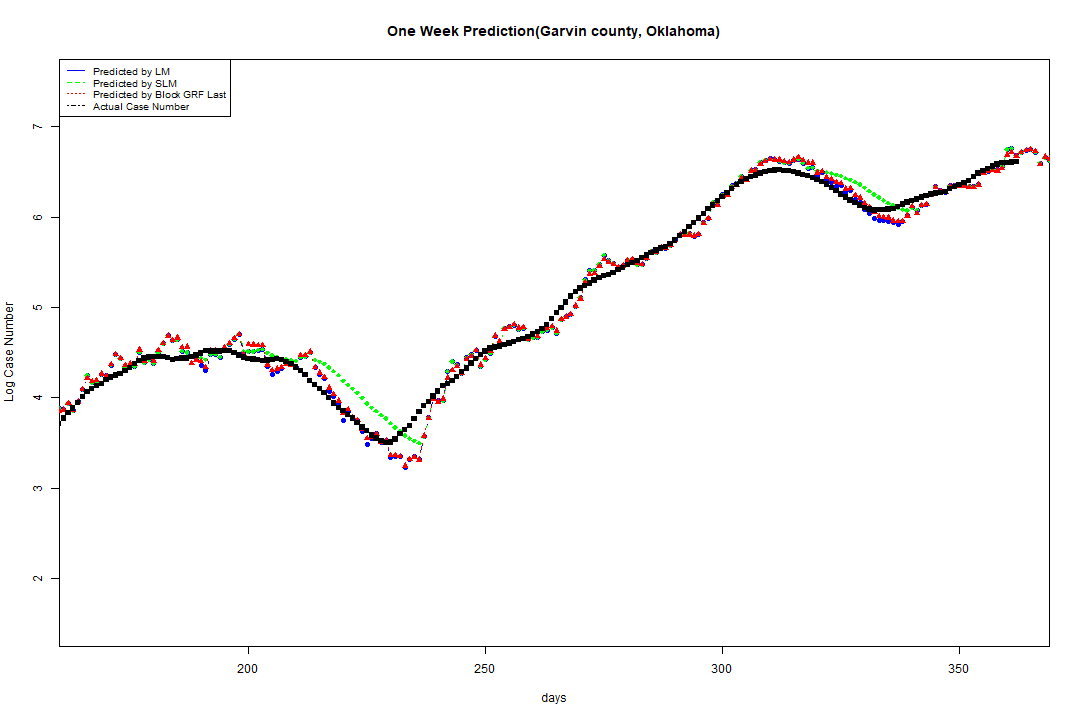 One Week Prediction(Garvin county, Oklahoma)
Predicted by LM
Predicted by SLM
Predicted by Block GRF Last
Actual Case Number
Log Case Number
7
6
5
4
3
2
200 250 300 350
days